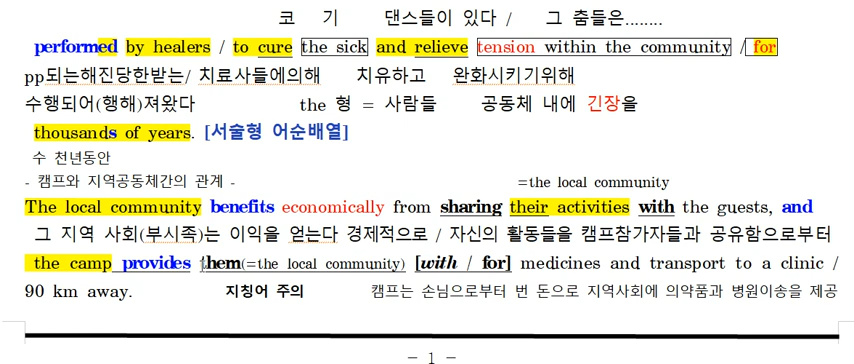 코 기 댄스들이 있다 / 그 춤들은........
performed by healers / to cure the sick and relieve tension within the community / for
pp되는해진당한받는/ 치료사들에의해 치유하고 완화시키기위해
수행되어(행해)져왔다 the 형 = 사람들 공동체 내에 긴장을
thousands of years. [서술형 어순배열]
수 천년동안
- 캠프와 지역공동체간의 관계 - =the local community
The local community benefits economically from sharing their activities with the guests, and
그 지역 사회(부시족)는 이익을 얻는다 경제적으로 / 자신의 활동들을 캠프참가자들과 공유함으로부터
the camp provides them(=the local community) [with / for] medicines and transport to a clinic /
90 km away. 지칭어 주의 캠프는 손님으로부터 번 돈으로 지역사회에 의약품과 병원이송을 제공
- 1 -